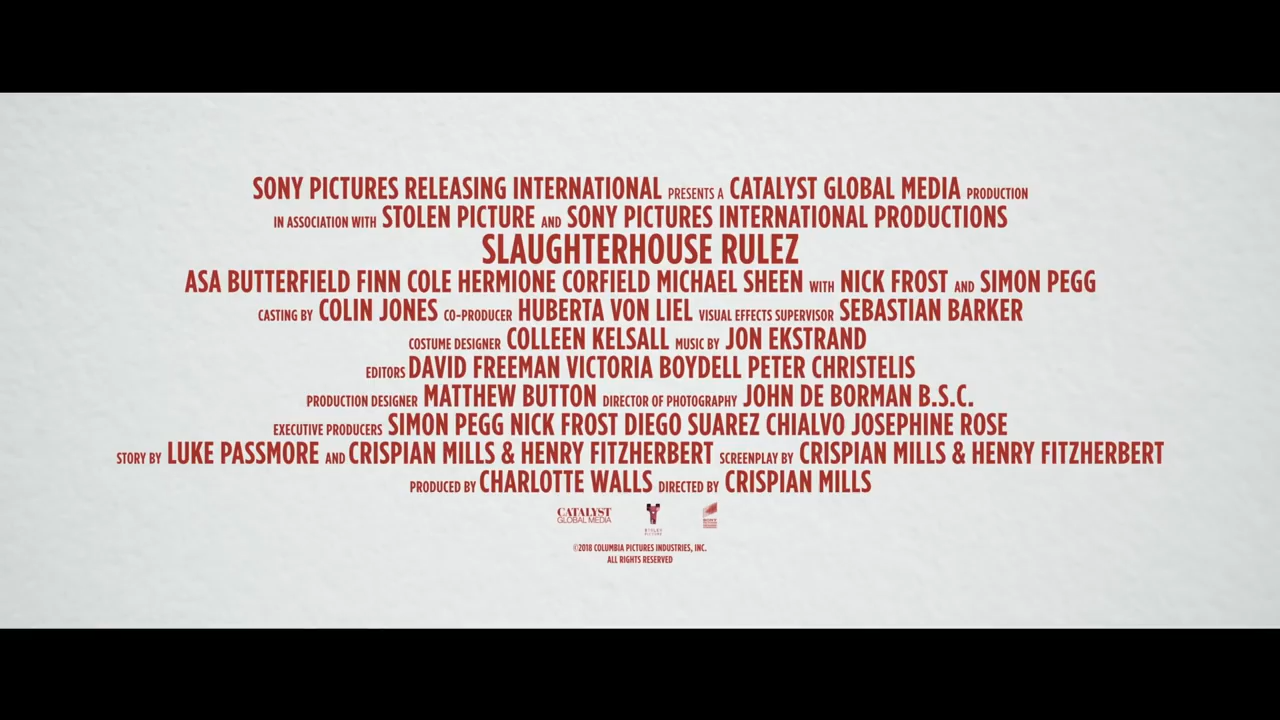 SONY PICTURES RELEASING INTERNATIONAL PRESENTS A CATALYST GLOBAL MEDIA PRODUCTION
IN ASSOCIATION WITH STOLEN PICTURE AND SONY PICTURES INTERNATIONAL PRODUCTIONS
SLAUGHTERHOUSE RULEZ
ASA BUTTERFIELD FINN COLE HERMIONE CORFIELD MICHAEL SHEEN WITH NICK FROST AND SIMON PEGG
CASTING BY COLIN JONES CO-PRODUCER HUBERTA VON LIEL VISUAL EFFECTS SUPERVISOR SEBASTIAN BARKER
COSTUME DESIGNER COLLEEN KELSALL MUSIC BY JON EKSTRAND
EDITORS DAVID FREEMAN VICTORIA BOYDELL PETER CHRISTELIS
PRODUCTION DESIGNER MATTHEW BUTTON DIRECTOR OF PHOTOGRAPHY JOHN DE BORMAN B.S.C.
EXECUTIVE PRODUCERS SIMON PEGG NICK FROST DIEGO SUAREZ CHIALVO JOSEPHINE ROSE
STORY BY LUKE PASSMORE AND CRISPIAN MILLS & HENRY FITZHERBERT SCREENPLAY BY CRISPIAN MILLS & HENRY FITZHERBERT
PRODUCED BY CHARLOTTE WALLS DIRECTED BY CRISPIAN MILLS
CATALYST
GLOBAL MEDIA
STOLEN
PICTURE
©2018 COLUMBIA PICTURES INDUSTRIES, INC.
ALL RIGHTS RESERVED